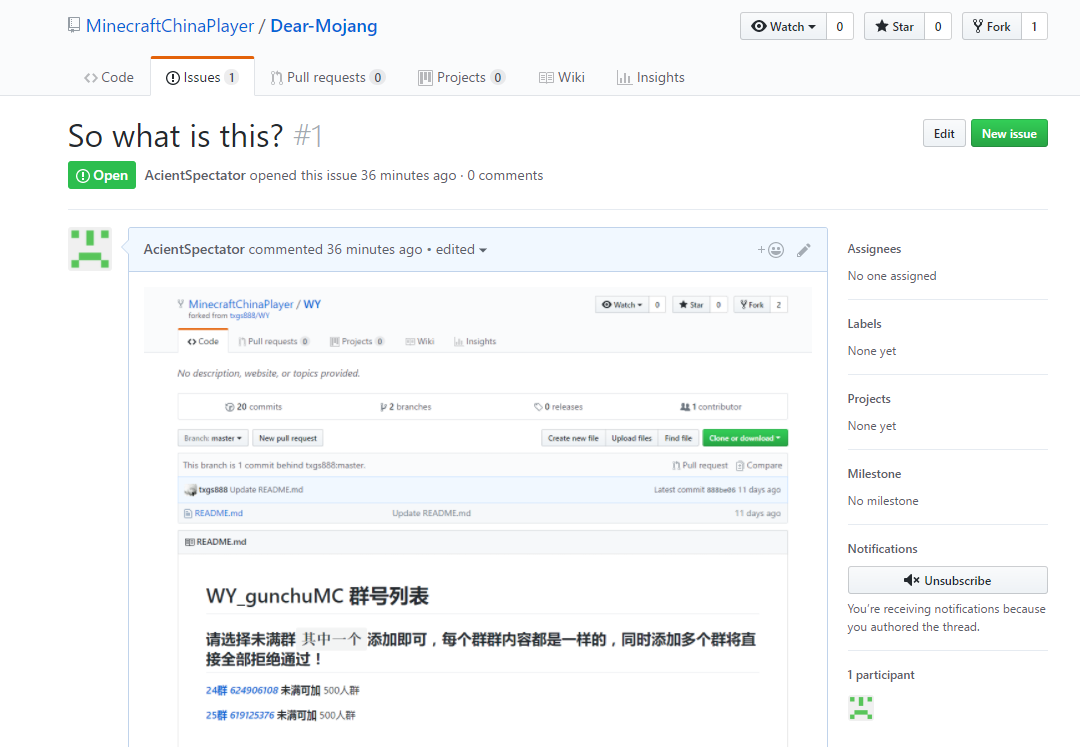 MinecraftChinaPlayer / Dear-Mojang
Watch 0 Star 0 Fork 1
Code Issues 1 Pull requests 0 Projects 0 Wiki Insights
So what is this? #1
Edit New issue
Open AcientSpectator opened this issue 36 minutes ago · 0 comments
AcientSpectator commented 36 minutes ago • edited
MinecraftChinaPlayer / WY
forked from txgs888/WY
Watch 0 Star 0 Fork 2
Code Pull requests 0 Projects 0 Wiki Insights
No description, website, or topics provided.
20 commits 2 branches 0 releases 1 contributor
Branch: master New pull request Create new file Upload files Find file Clone or download
This branch is 1 commit behind txgs888:master. Pull request Compare
txgs888 Update README.md Latest commit 888be06 11 days ago
README.md Update README.md 11 days ago
README.md
WY_gunchuMC 群号列表
请选择未满群 其中一个 添加即可，每个群群内容都是一样的，同时添加多个群将直
接全部拒绝通过！
24群 624906108 未满可加 500人群
25群 619125376 未满可加 500人群
Assignees
No one assigned
Labels
None yet
Projects
None yet
Milestone
No milestone
Notifications
Unsubscribe
You're receiving notifications because
you authored the thread.
1 participant